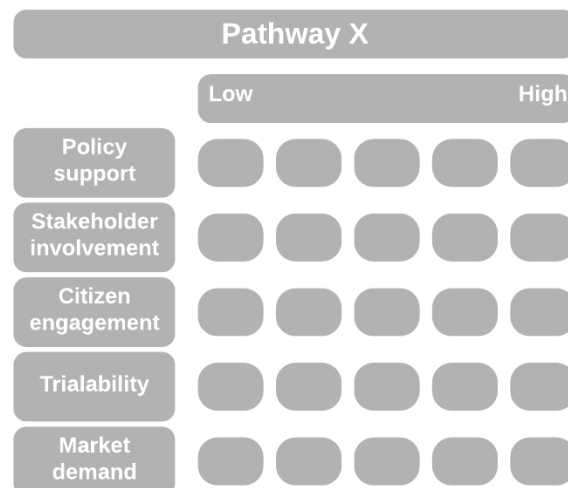 Pathway X
Low High
Policy
support
Stakeholder
involvement
Citizen
engagement
Trialability
Market
demand